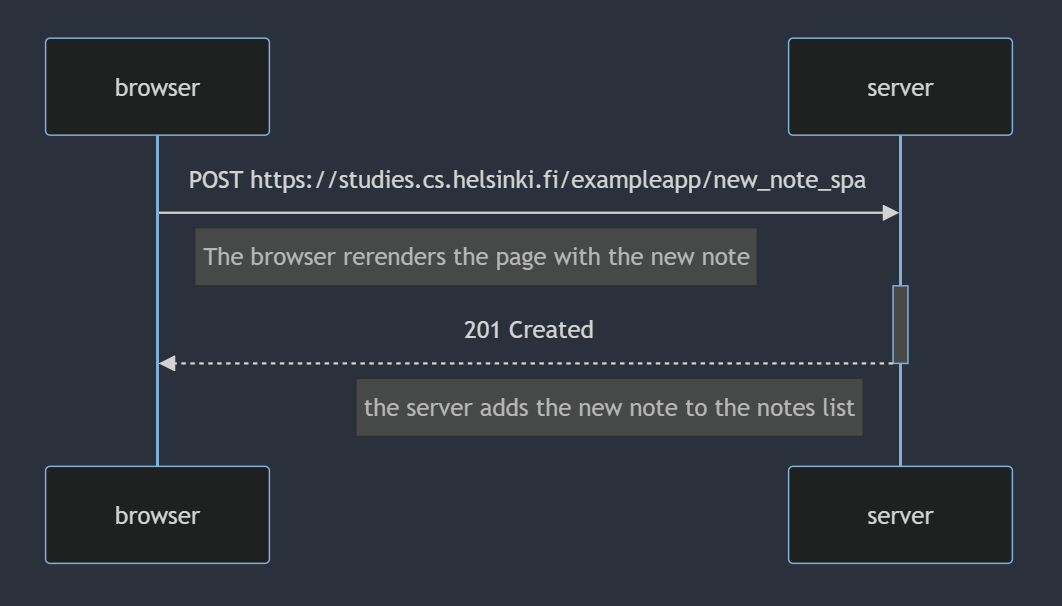 browser
server
POST https://studies.cs.helsinki.fi/exampleapp/new_note_spa
The browser rerenders the page with the new note
201 Created
the server adds the new note to the notes list
browser
server